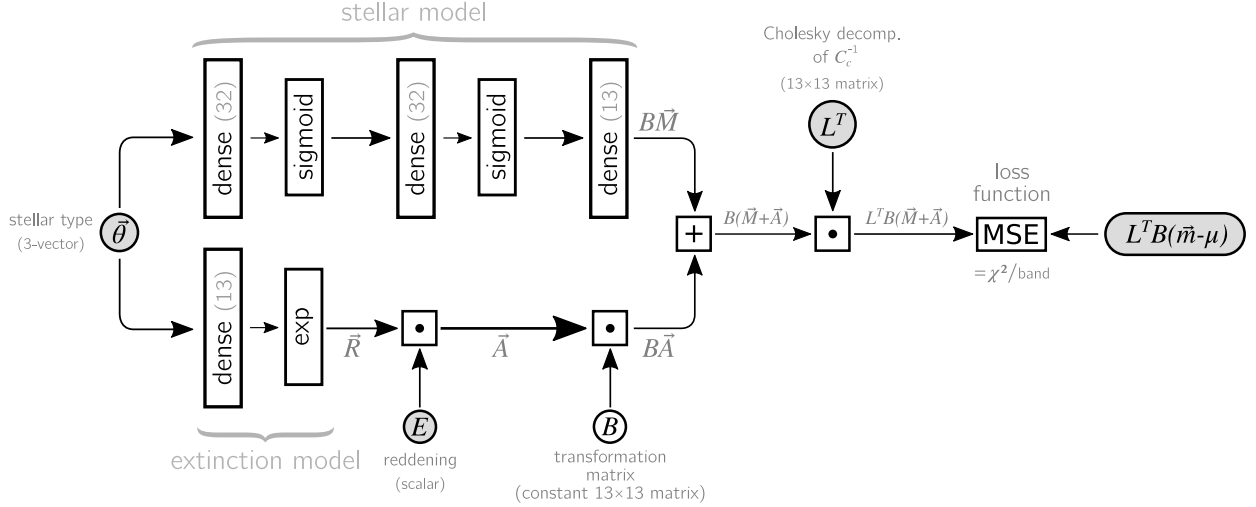 stellar model
Cholesky decomp.
of C_c^{-1}
(13×13 matrix)
dense (32)
sigmoid
dense (32)
sigmoid
dense (13)
BM⃗
L^T
stellar type
(3-vector)
θ⃗
+
B(M⃗+A⃗)
•
L^TB(M⃗+A⃗)
loss
function
MSE
=χ²/band
L^TB(m⃗-μ)
dense (13)
exp
R⃗
•
A⃗
•
BA⃗
extinction model
E
reddening
(scalar)
B
transformation
matrix
(constant 13×13 matrix)